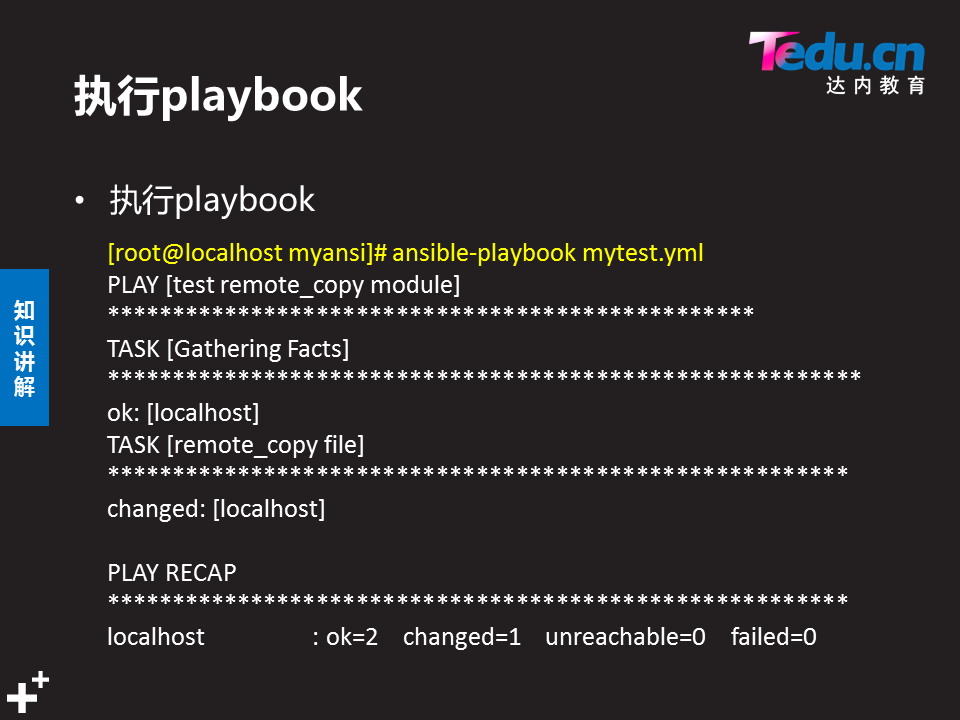 Tedu.cn
达内教育
执行playbook
• 执行playbook
[root@localhost myansi]# ansible-playbook mytest.yml
PLAY [test remote_copy module]
**************************************************
TASK [Gathering Facts]
**********************************************************
ok: [localhost]
TASK [remote_copy file]
*********************************************************
changed: [localhost]
PLAY RECAP
*********************************************************
localhost : ok=2 changed=1 unreachable=0 failed=0
知
识
讲
解